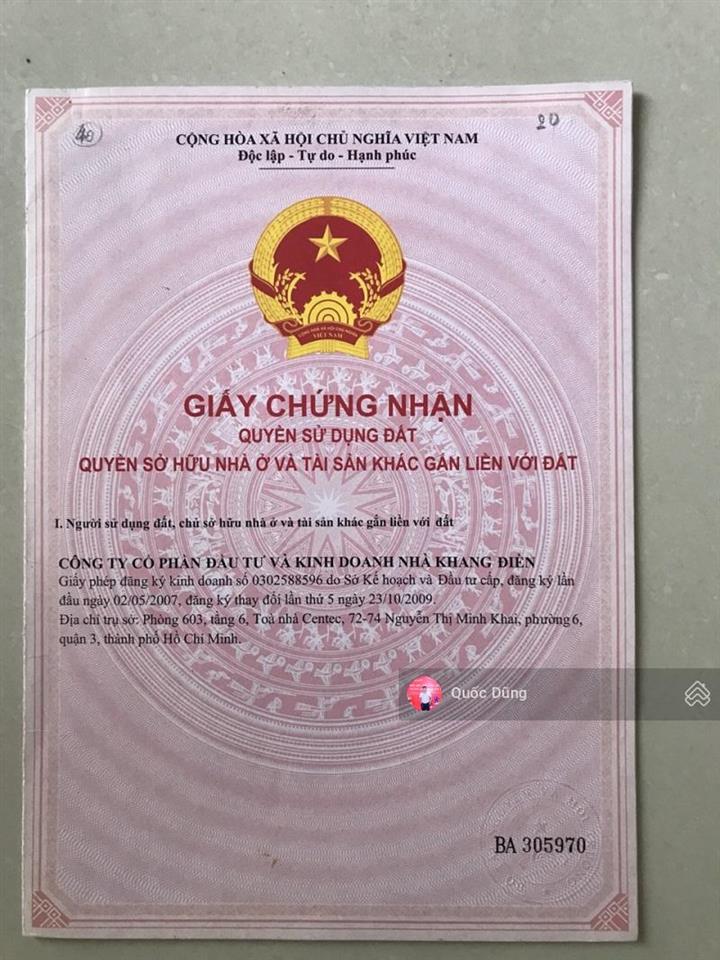 40
20
CỘNG HÒA XÃ HỘI CHỦ NGHĨA VIỆT NAM
Độc lập - Tự do - Hạnh phúc
CỘNG HÒA XÃ HỘI CHỦ NGHĨA
VIỆT NAM
GIẤY CHỨNG NHẬN
QUYỀN SỬ DỤNG ĐẤT
QUYỀN SỞ HỮU NHÀ Ở VÀ TÀI SẢN KHÁC GẮN LIỀN VỚI ĐẤT
I. Người sử dụng đất, chủ sở hữu nhà ở và tài sản khác gắn liền với đất
CÔNG TY CỔ PHẦN ĐẦU TƯ VÀ KINH DOANH NHÀ KHANG ĐIỀN
Giấy phép đăng ký kinh doanh số 0302588596 do Sở Kế hoạch và Đầu tư cấp, đăng ký lần
đầu ngày 02/05/2007, đăng ký thay đổi lần thứ 5 ngày 23/10/2009.
Địa chỉ trụ sở: Phòng 603, tầng 6, Toà nhà Centec, 72-74 Nguyễn Thị Minh Khai, phường 6,
quận 3, thành phố Hồ Chí Minh.
Quốc Dũng
BA 305970